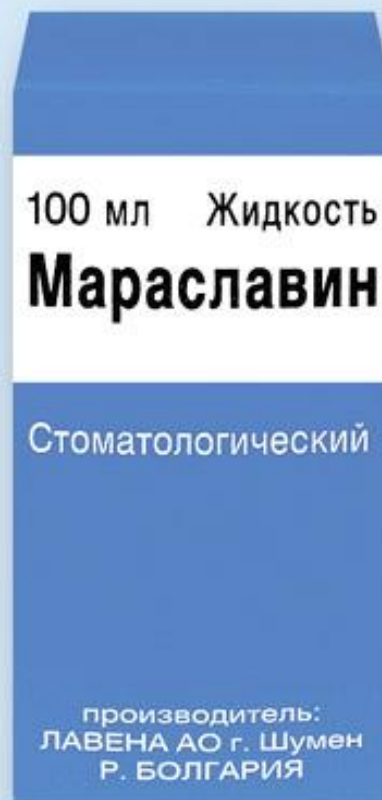 100 мл Жидкость
Мараславин
Стоматологический
производитель:
ЛАВЕНА АО г. Шумен
Р. БОЛГАРИЯ